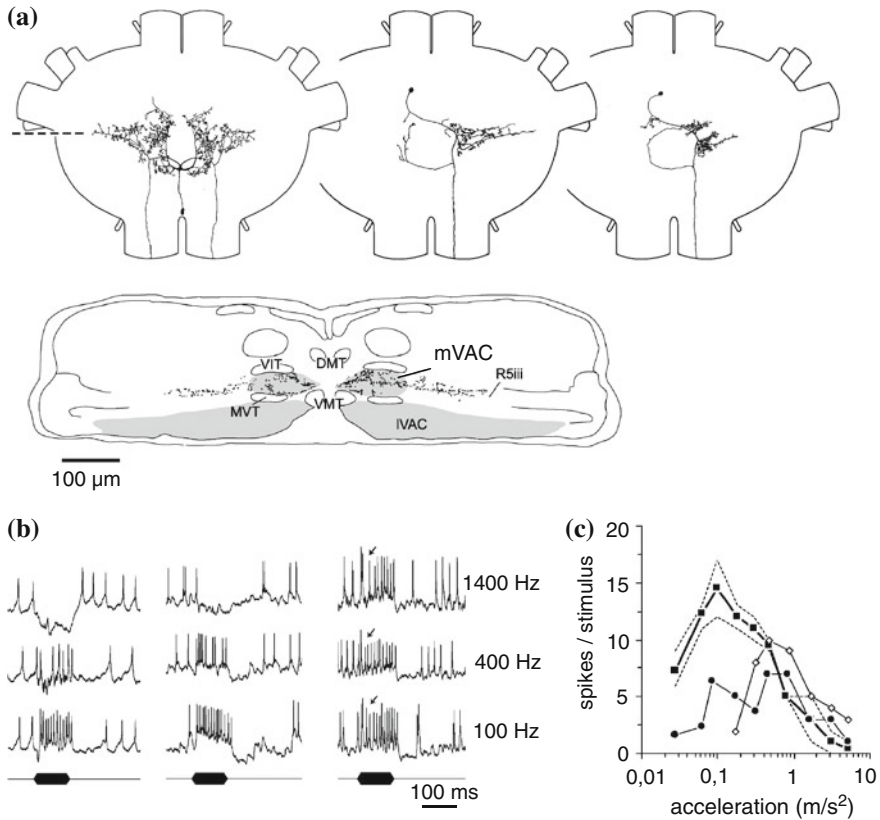 (a)
VIT DMT mVAC
R5iii
MVT VMT
lVAC
100 µm
(b)
1400 Hz
400 Hz
100 Hz
100 ms
(c)
20
15
10
5
0
spikes / stimulus
0,01 0,1 1 10
acceleration (m/s²)